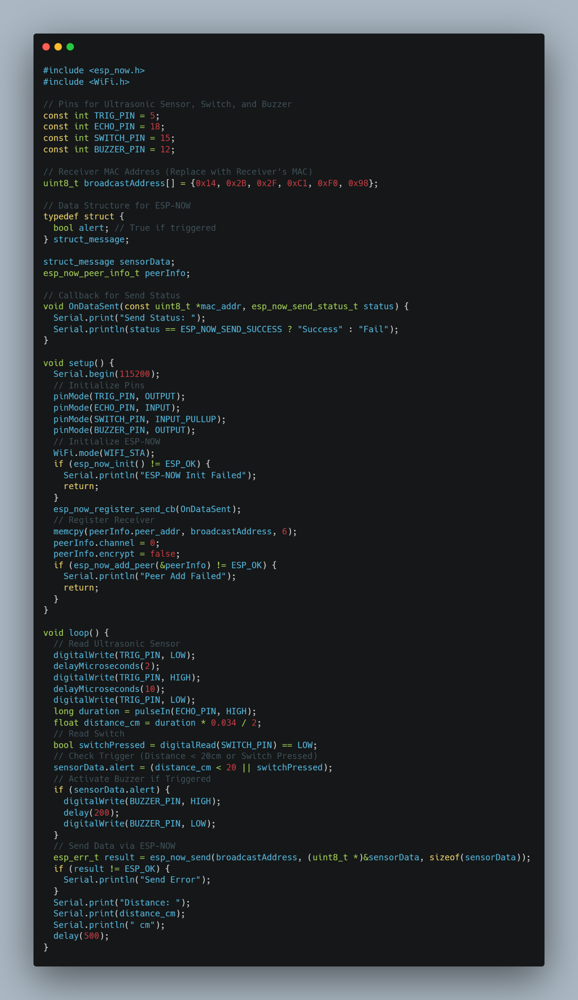 #include <esp_now.h>
#include <WiFi.h>

// Pins for Ultrasonic Sensor, Switch, and Buzzer
const int TRIG_PIN = 5;
const int ECHO_PIN = 18;
const int SWITCH_PIN = 15;
const int BUZZER_PIN = 12;

// Receiver MAC Address (Replace with Receiver's MAC)
uint8_t broadcastAddress[] = {0x14, 0x2B, 0x2F, 0xC1, 0xF0, 0x98};

// Data Structure for ESP-NOW
typedef struct {
  bool alert; // True if triggered
} struct_message;

struct_message sensorData;
esp_now_peer_info_t peerInfo;

// Callback for Send Status
void OnDataSent(const uint8_t *mac_addr, esp_now_send_status_t status) {
  Serial.print("Send Status: ");
  Serial.println(status == ESP_NOW_SEND_SUCCESS ? "Success" : "Fail");
}

void setup() {
  Serial.begin(115200);
  // Initialize Pins
  pinMode(TRIG_PIN, OUTPUT);
  pinMode(ECHO_PIN, INPUT);
  pinMode(SWITCH_PIN, INPUT_PULLUP);
  pinMode(BUZZER_PIN, OUTPUT);
  // Initialize ESP-NOW
  WiFi.mode(WIFI_STA);
  if (esp_now_init() != ESP_OK) {
    Serial.println("ESP-NOW Init Failed");
    return;
  }
  esp_now_register_send_cb(OnDataSent);
  // Register Receiver
  memcpy(peerInfo.peer_addr, broadcastAddress, 6);
  peerInfo.channel = 0;
  peerInfo.encrypt = false;
  if (esp_now_add_peer(&peerInfo) != ESP_OK) {
    Serial.println("Peer Add Failed");
    return;
  }
}

void loop() {
  // Read Ultrasonic Sensor
  digitalWrite(TRIG_PIN, LOW);
  delayMicroseconds(2);
  digitalWrite(TRIG_PIN, HIGH);
  delayMicroseconds(10);
  digitalWrite(TRIG_PIN, LOW);
  long duration = pulseIn(ECHO_PIN, HIGH);
  float distance_cm = duration * 0.034 / 2;
  // Read Switch
  bool switchPressed = digitalRead(SWITCH_PIN) == LOW;
  // Check Trigger (Distance < 20cm or Switch Pressed)
  sensorData.alert = (distance_cm < 20 || switchPressed);
  // Activate Buzzer if Triggered
  if (sensorData.alert) {
    digitalWrite(BUZZER_PIN, HIGH);
    delay(200);
    digitalWrite(BUZZER_PIN, LOW);
  }
  // Send Data via ESP-NOW
  esp_err_t result = esp_now_send(broadcastAddress, (uint8_t *)&sensorData, sizeof(sensorData));
  if (result != ESP_OK) {
    Serial.println("Send Error");
  }
  Serial.print("Distance: ");
  Serial.print(distance_cm);
  Serial.println(" cm");
  delay(500);
}